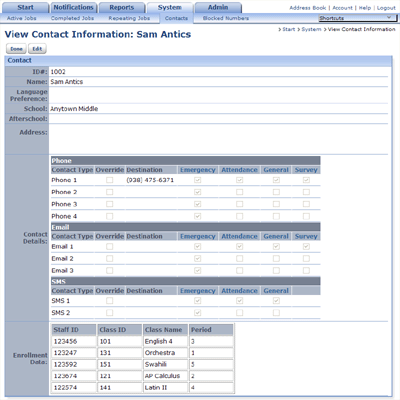 Start Notifications Reports System Admin Address Book | Account | Help | Logout
Active Jobs Completed Jobs Repeating Jobs Contacts Blocked Numbers Shortcuts
View Contact Information: Sam Antics > Start > System > View Contact Information
Done Edit
Contact
ID#: 1002
Name: Sam Antics
Language Preference:
School: Anytown Middle
Afterschool:
Address:
Contact Details:
Phone
Contact Type Override Destination Emergency Attendance General Survey
Phone 1 (938) 475-6371
Phone 2
Phone 3
Phone 4
Email
Contact Type Override Destination Emergency Attendance General Survey
Email 1
Email 2
Email 3
SMS
Contact Type Override Destination Emergency Attendance General
SMS 1
SMS 2
Enrollment Data:
Staff ID Class ID Class Name Period
123456 101 English 4 3
123247 131 Orchestra 1
123592 151 Swahili 5
123674 121 AP Calculus 2
122574 141 Latin II 4